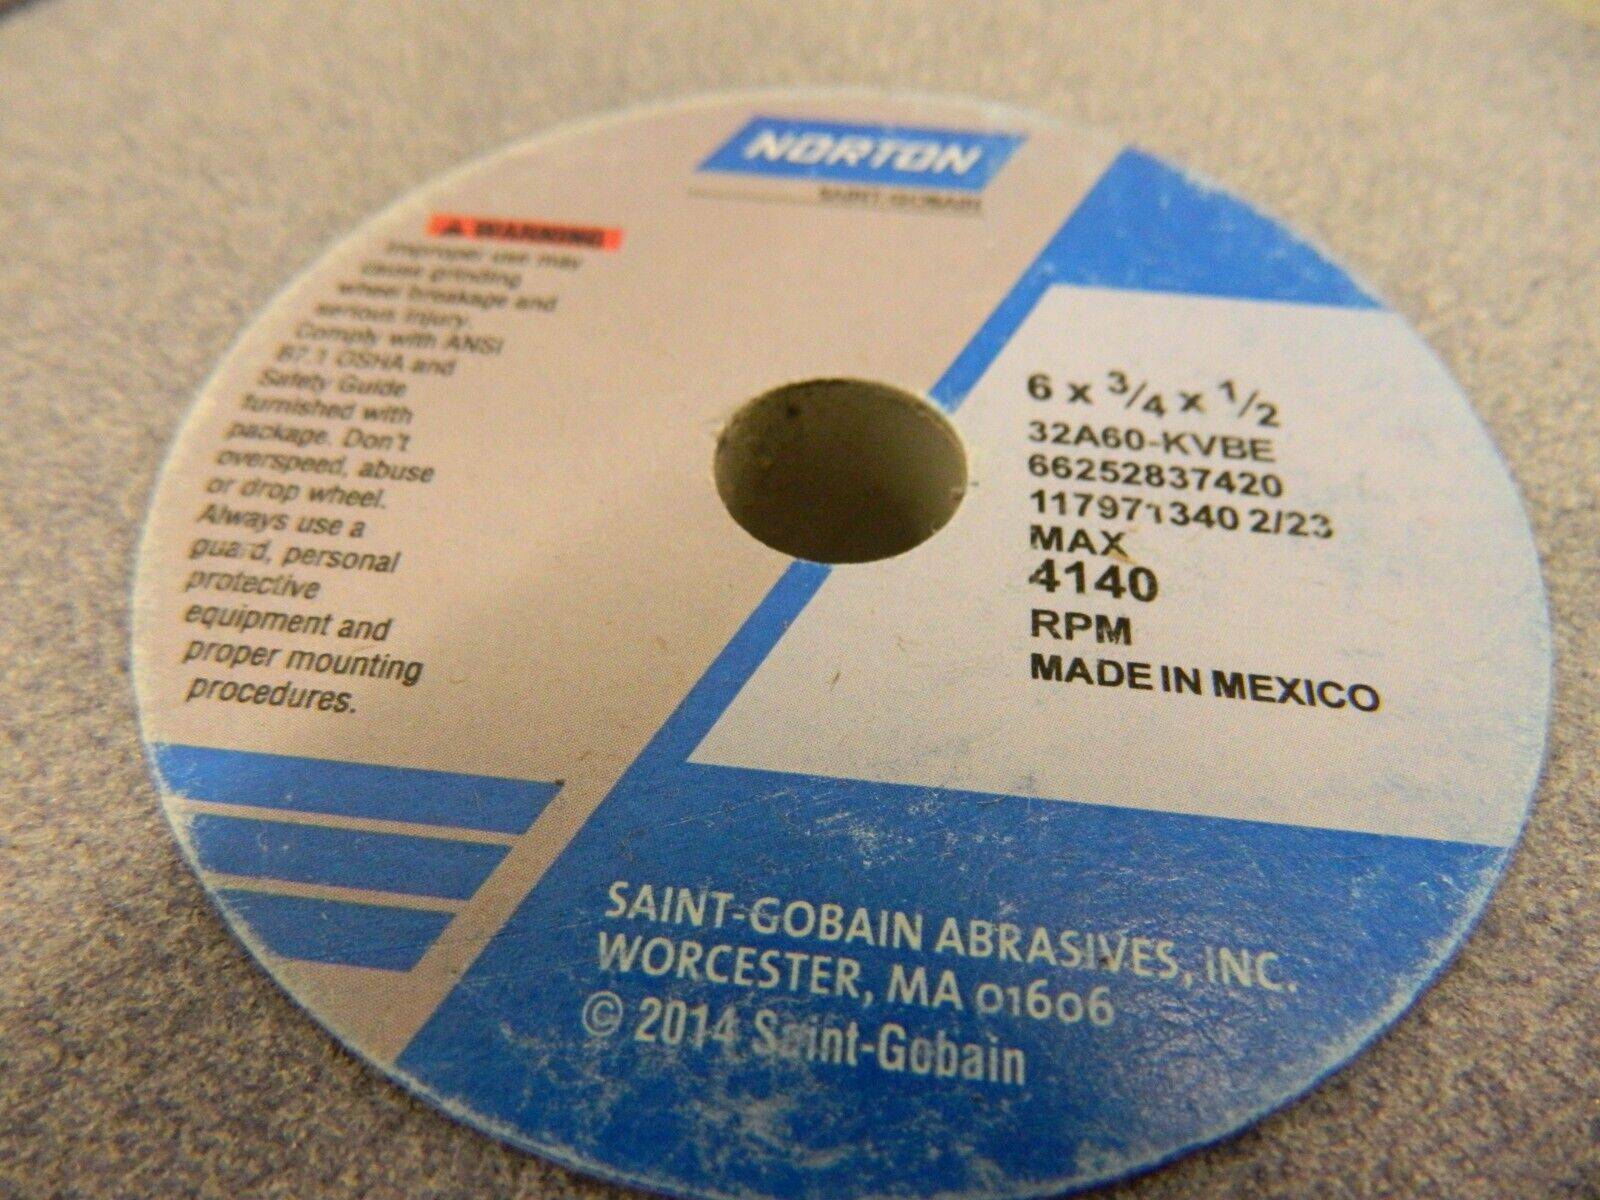 NORTON
SAINT-GOBAIN
WARNING
Improper use may
cause grinding
wheel breakage and
serious injury.
Comply with ANSI
B7.1 OSHA and
Safety Guide
furnished with
package. Don't
overspeed, abuse
or drop wheel.
Always use a
guard, personal
protective
equipment and
proper mounting
procedures.
6 x 3/4 x 1/2
32A60-KVBE
66252837420
117971340 2/23
MAX
4140
RPM
MADE IN MEXICO
SAINT-GOBAIN ABRASIVES, INC.
WORCESTER, MA 01606
© 2014 Saint-Gobain